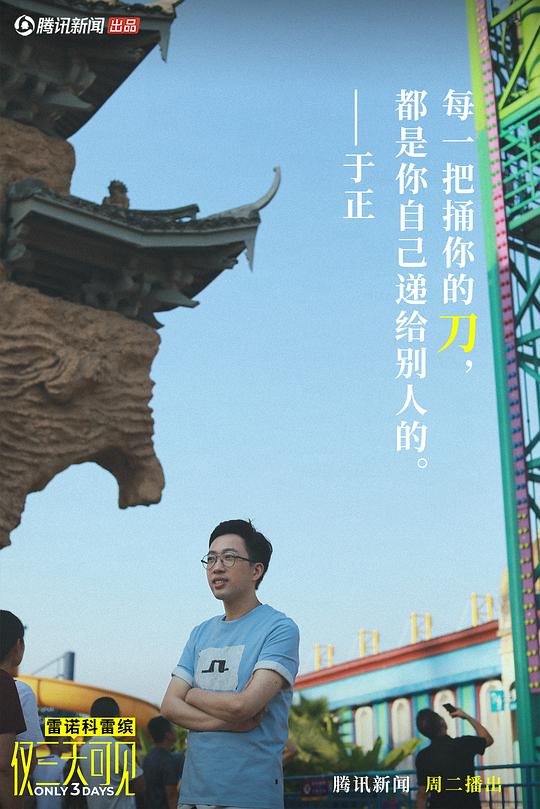 腾讯新闻 出品
每一把捅你的刀，
都是你自己递给别人的。
——于正
雷诺科雷缤
仅三天可见
ONLY 3 DAYS
腾讯新闻 周二播出